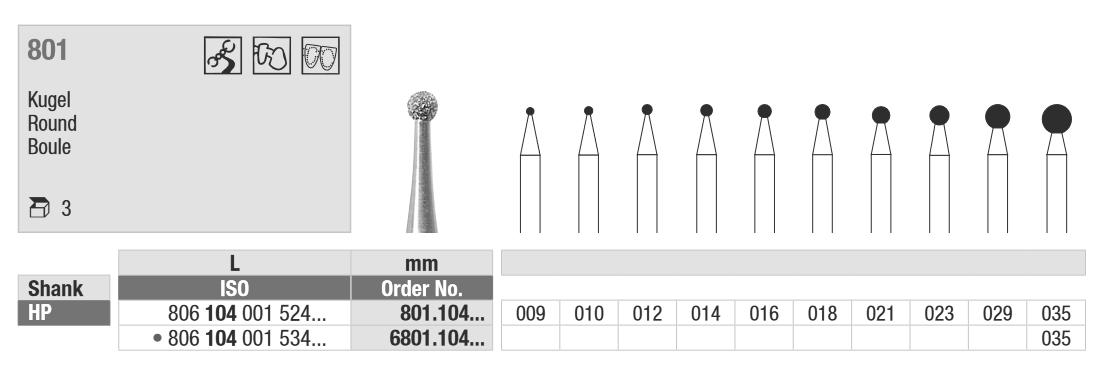 801
Kugel
Round
Boule
3
L mm
Shank ISO Order No.
HP 806 104 001 524... 801.104... 009 010 012 014 016 018 021 023 029 035
• 806 104 001 534... 6801.104... 035